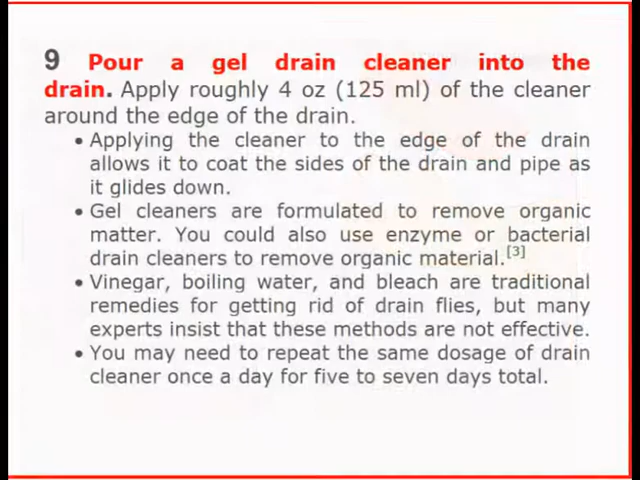 9 Pour a gel drain cleaner into the
drain. Apply roughly 4 oz (125 ml) of the cleaner
around the edge of the drain.
• Applying the cleaner to the edge of the drain
allows it to coat the sides of the drain and pipe as
it glides down.
• Gel cleaners are formulated to remove organic
matter. You could also use enzyme or bacterial
drain cleaners to remove organic material.[3]
• Vinegar, boiling water, and bleach are traditional
remedies for getting rid of drain flies, but many
experts insist that these methods are not effective.
• You may need to repeat the same dosage of drain
cleaner once a day for five to seven days total.